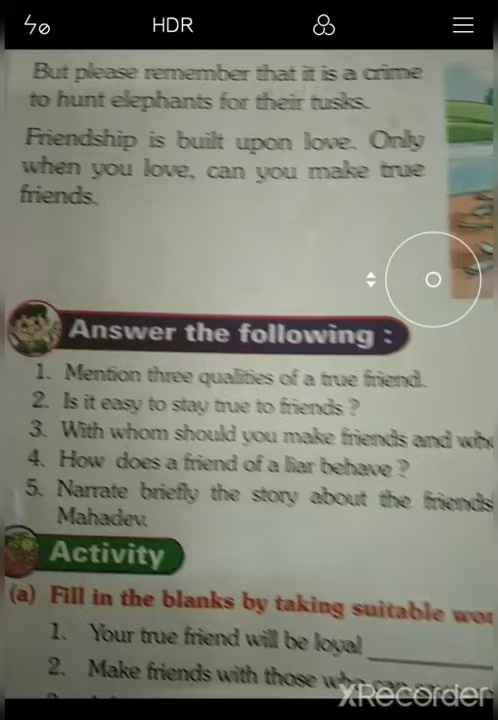 HDR
But please remember that it is a crime
to hunt elephants for their tusks.
Friendship is built upon love. Only
when you love, can you make true
friends.
Answer the following :
1. Mention three qualities of a true friend.
2. Is it easy to stay true to friends ?
3. With whom should you make friends and
4. How does a friend of a liar behave ?
5. Narrate briefly the story about the friends
Mahadev.
Activity
(a) Fill in the blanks by taking suitable
1. Your true friend will be loyal
2. Make friends with those who can
XRecorder